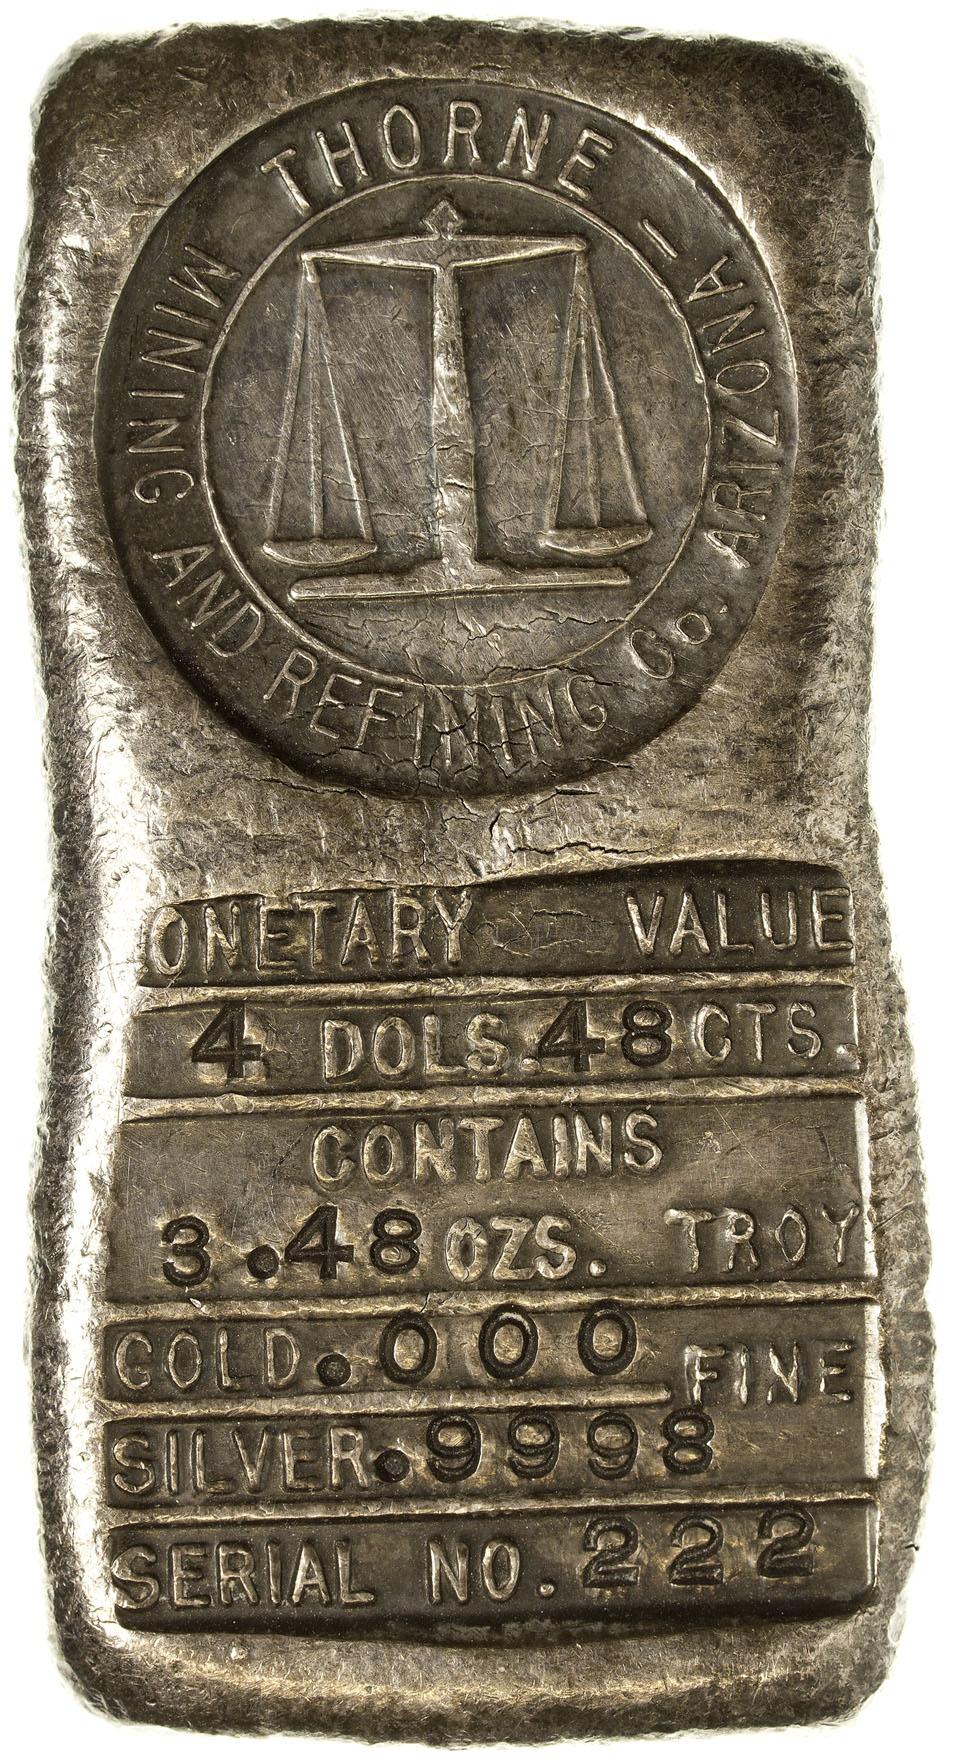 THORNE – ARIZONA
MINING AND REFINING Co. ARIZONA
ONETARY VALUE
4 DOLS. 48 CTS.
CONTAINS
3.48 OZS. TROY
GOLD .000 FINE
SILVER .9998
SERIAL NO. 222